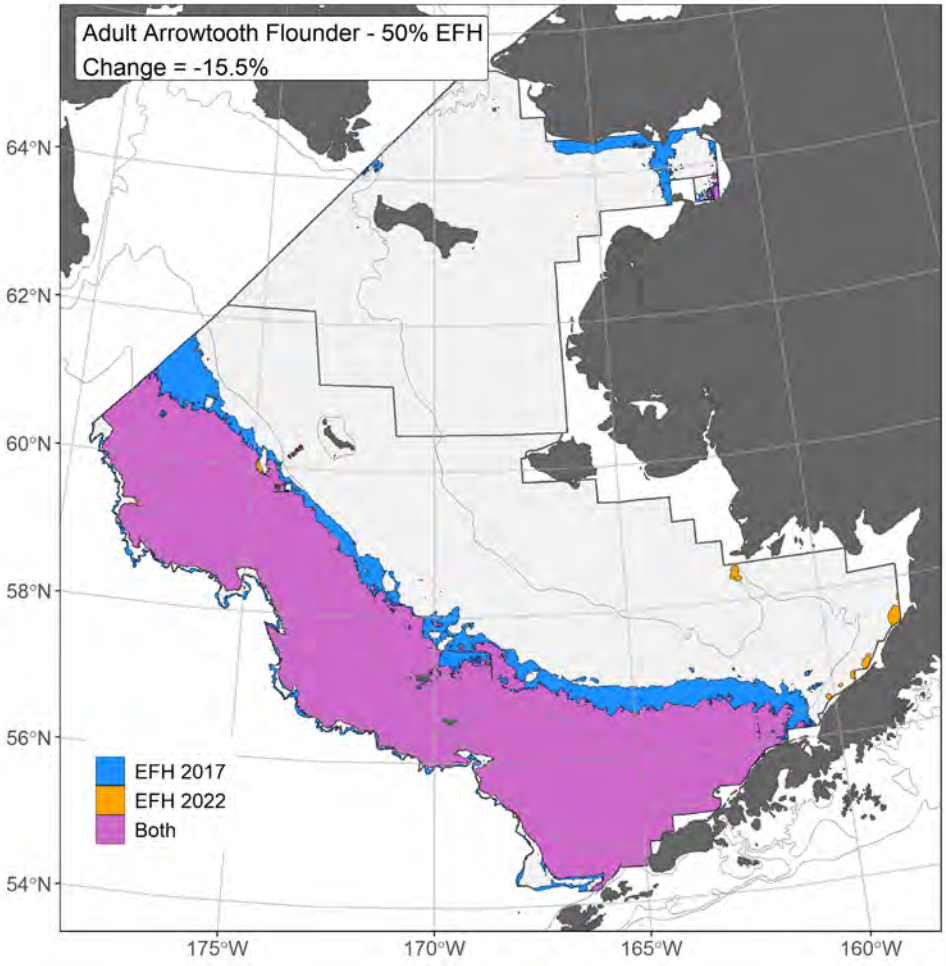 Adult Arrowtooth Flounder - 50% EFH
Change = -15.5%
64°N
62°N
60°N
58°N
56°N
54°N
EFH 2017
EFH 2022
Both
175°W
170°W
165°W
160°W